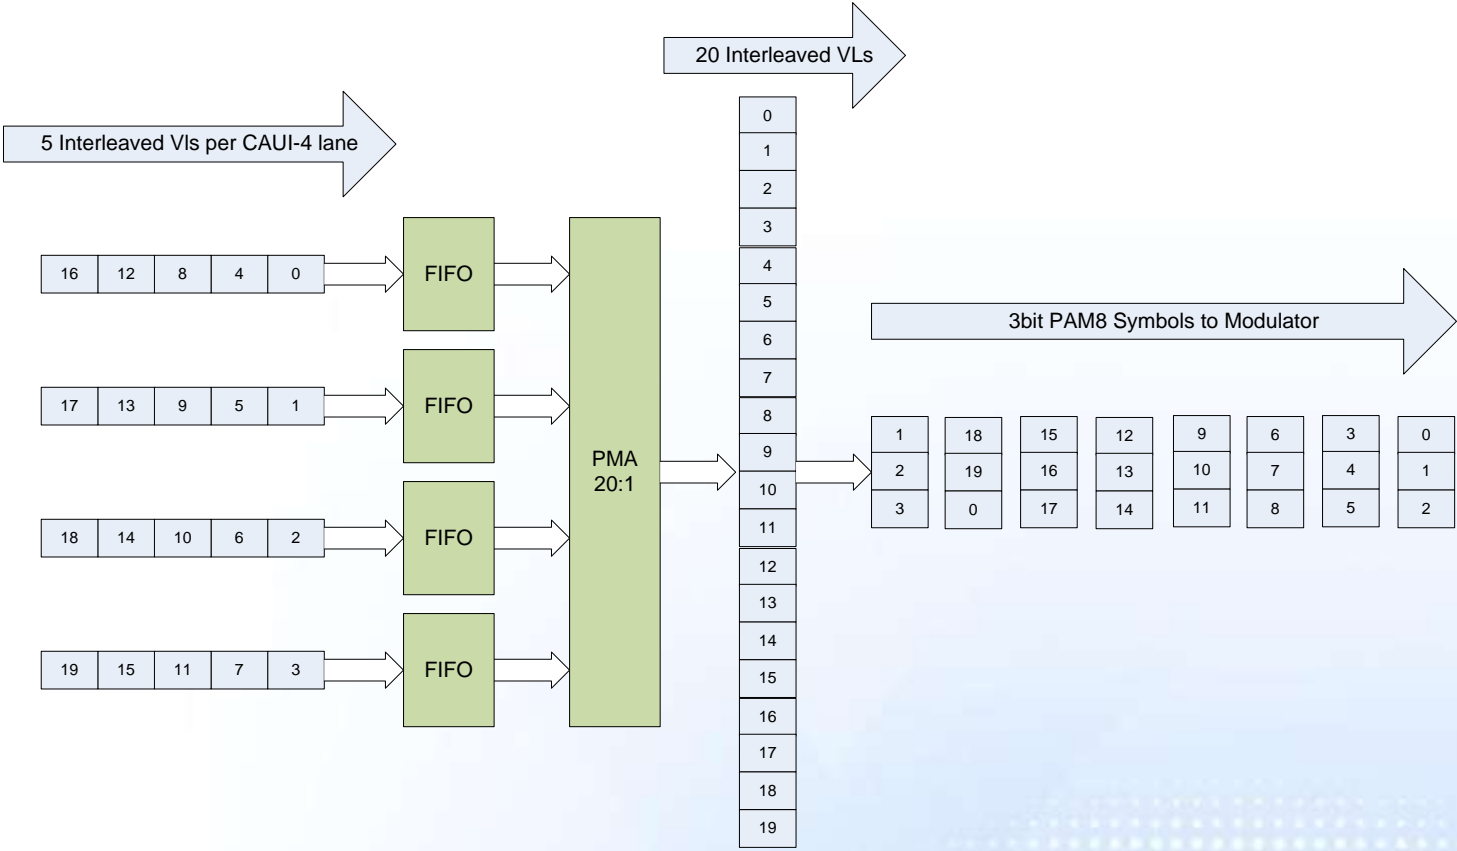 20 Interleaved VLs
5 Interleaved Vls per CAUI-4 lane
16 12 8 4 0
FIFO
17 13 9 5 1
FIFO
18 14 10 6 2
FIFO
19 15 11 7 3
FIFO
PMA
20:1
0
1
2
3
4
5
6
7
8
9
10
11
12
13
14
15
16
17
18
19
3bit PAM8 Symbols to Modulator
1 18 15 12 9 6 3 0
2 19 16 13 10 7 4 1
3 0 17 14 11 8 5 2